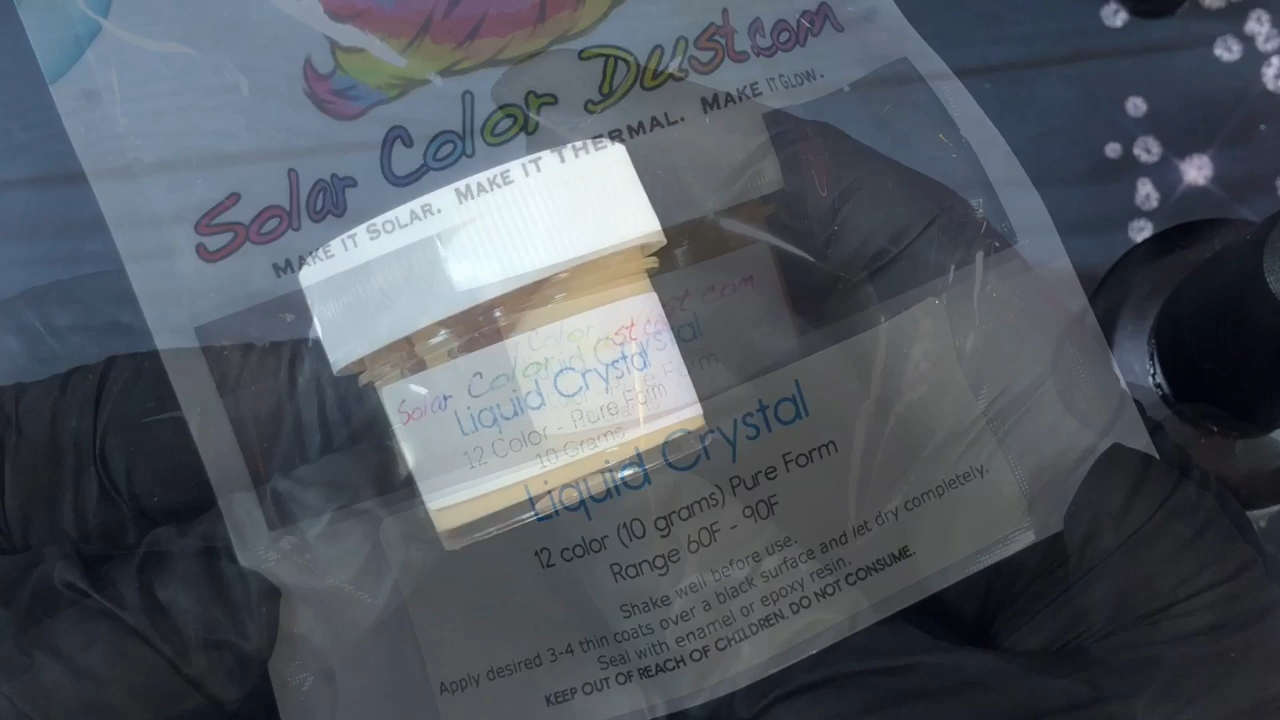 Solar Color Dust.com
MAKE IT SOLAR. MAKE IT THERMAL. MAKE IT GLOW.
Solar Color
Liquid Crystal
12 Color - Pure Form
10 Grams
Liquid Crystal
12 color (10 grams) Pure Form
Range 60F - 90F
Shake well before use.
Apply desired 3-4 thin coats over a black surface and let dry completely.
Seal with enamel or epoxy resin.
KEEP OUT OF REACH OF CHILDREN. DO NOT CONSUME.